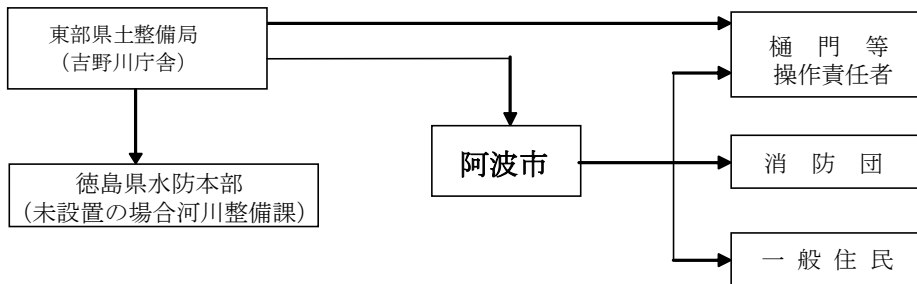 東部県土整備局
（吉野川庁舎）
樋門等
操作責任者
阿波市
消防団
徳島県水防本部
（未設置の場合河川整備課）
一般住民